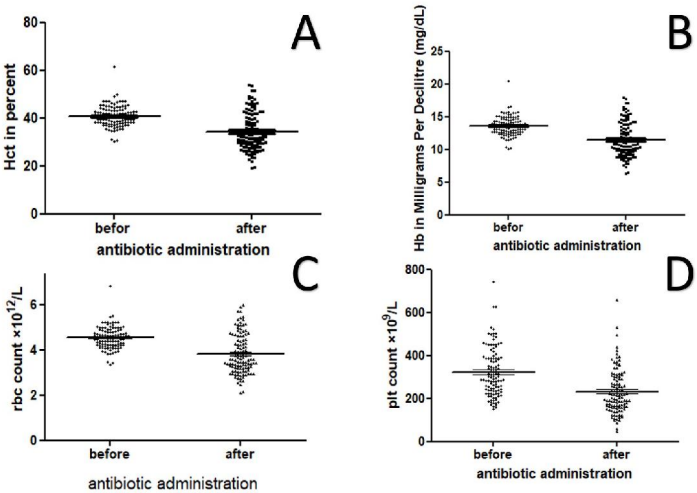 A
Hct in percent
80
60
40
20
0
befor
after
antibiotic administration
B
Hb in Milligrams Per Decilitre (mg/dL)
25
20
15
10
5
0
befor
after
antibiotic administration
C
rbc count ×10¹²/L
6
4
2
0
before
after
antibiotic administration
D
plt count ×10⁹/L
800
600
400
200
0
before
after
antibiotic administration